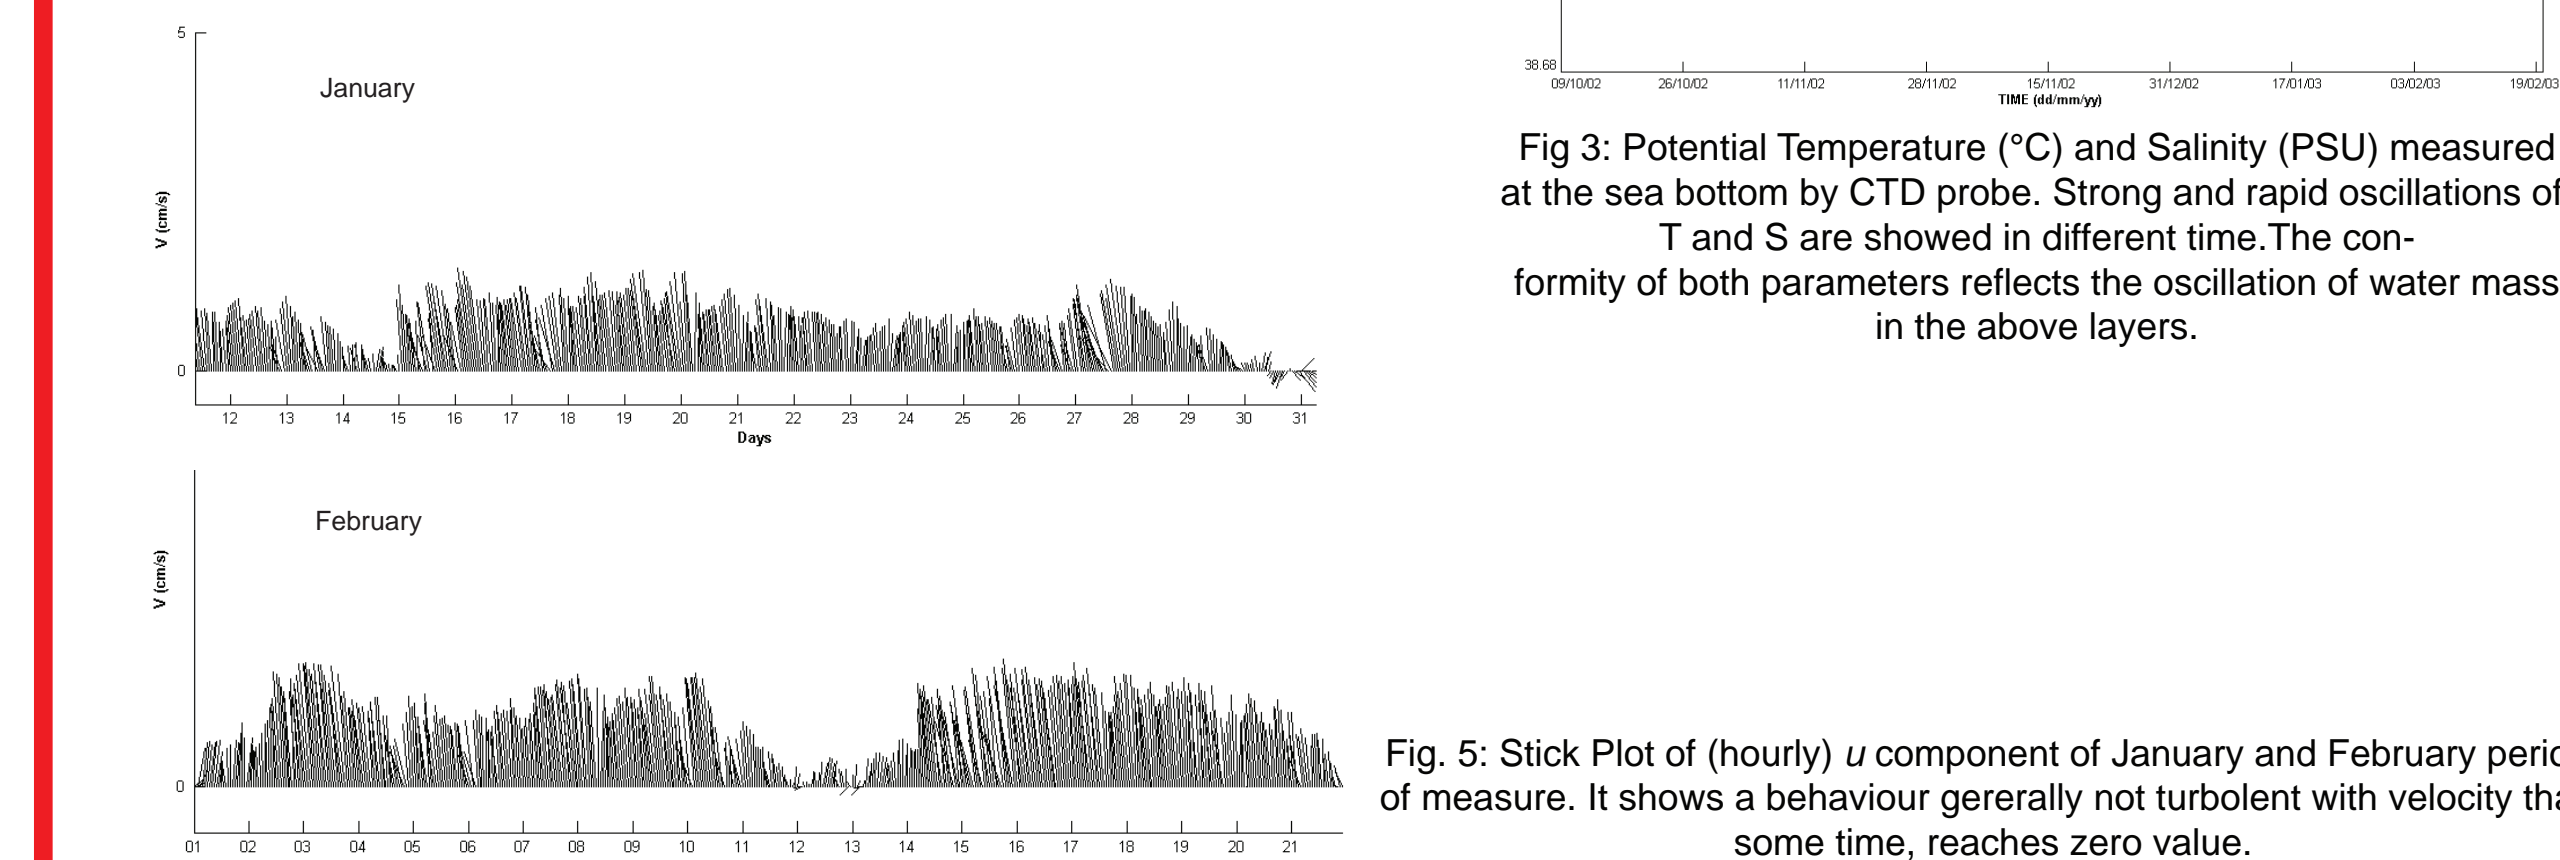 5
January
V (cm/s)
0
12 13 14 15 16 17 18 19 20 21 22 23 24 25 26 27 28 29 30 31
Days
February
V (cm/s)
0
01 02 03 04 05 06 07 08 09 10 11 12 13 14 15 16 17 18 19 20 21
38.68
09/10/02 26/10/02 11/11/02 28/11/02 15/11/02 31/12/02 17/01/03 03/02/03 19/02/03
TIME (dd/mm/yy)
Fig 3: Potential Temperature (°C) and Salinity (PSU) measured
at the sea bottom by CTD probe. Strong and rapid oscillations of
T and S are showed in different time.The con-
formity of both parameters reflects the oscillation of water mass
in the above layers.
Fig. 5: Stick Plot of (hourly) u component of January and February
of measure. It shows a behaviour gererally not turbolent with velocity
some time, reaches zero value.